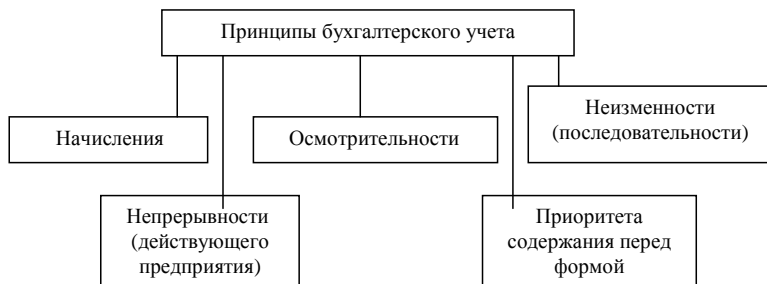 Принципы бухгалтерского учета
Неизменности
(последовательности)
Начисления
Осмотрительности
Непрерывности
(действующего
предприятия)
Приоритета
содержания перед
формой